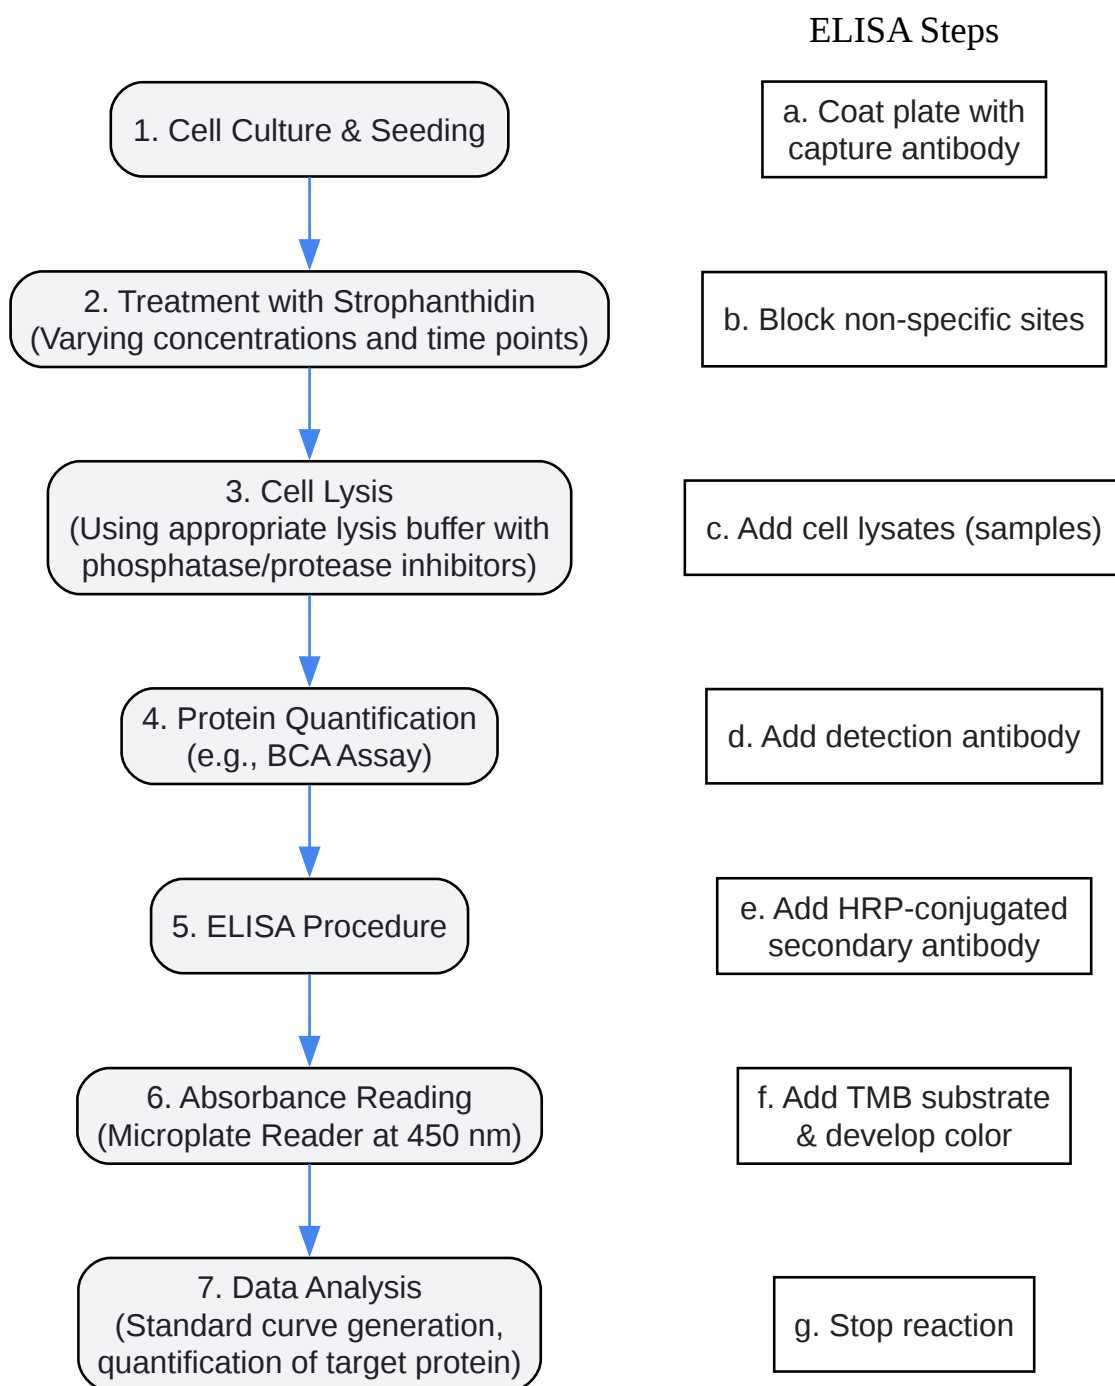 ELISA Steps
1. Cell Culture & Seeding
a. Coat plate with
capture antibody
2. Treatment with Strophanthidin
(Varying concentrations and time points)
b. Block non-specific sites
3. Cell Lysis
(Using appropriate lysis buffer with
phosphatase/protease inhibitors)
c. Add cell lysates (samples)
4. Protein Quantification
(e.g., BCA Assay)
d. Add detection antibody
5. ELISA Procedure
e. Add HRP-conjugated
secondary antibody
6. Absorbance Reading
(Microplate Reader at 450 nm)
f. Add TMB substrate
& develop color
7. Data Analysis
(Standard curve generation,
quantification of target protein)
g. Stop reaction